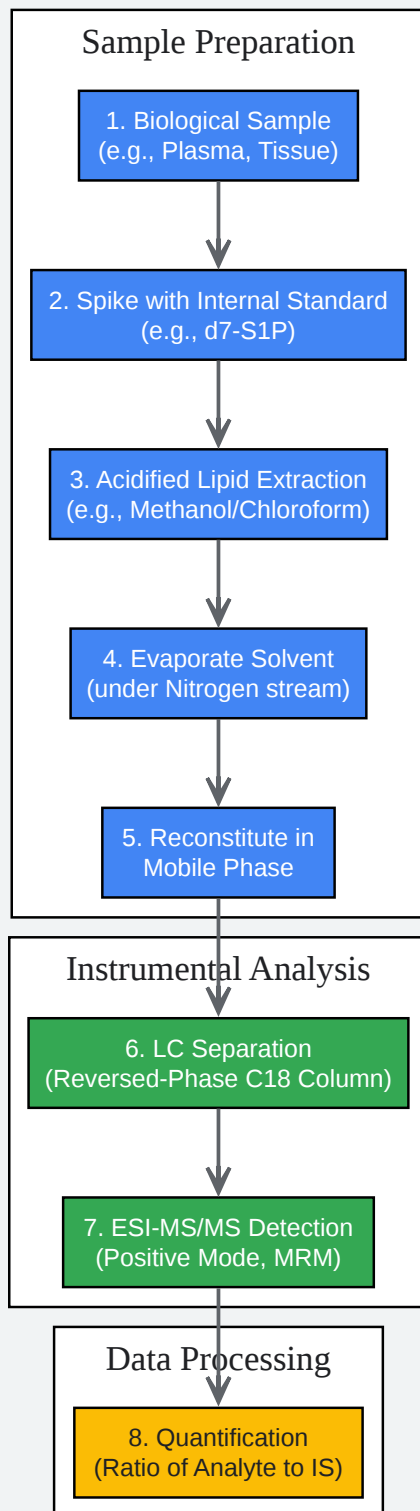 Sample Preparation
1. Biological Sample
(e.g., Plasma, Tissue)
2. Spike with Internal Standard
(e.g., d7-S1P)
3. Acidified Lipid Extraction
(e.g., Methanol/Chloroform)
4. Evaporate Solvent
(under Nitrogen stream)
5. Reconstitute in
Mobile Phase
Instrumental Analysis
6. LC Separation
(Reversed-Phase C18 Column)
7. ESI-MS/MS Detection
(Positive Mode, MRM)
Data Processing
8. Quantification
(Ratio of Analyte to IS)